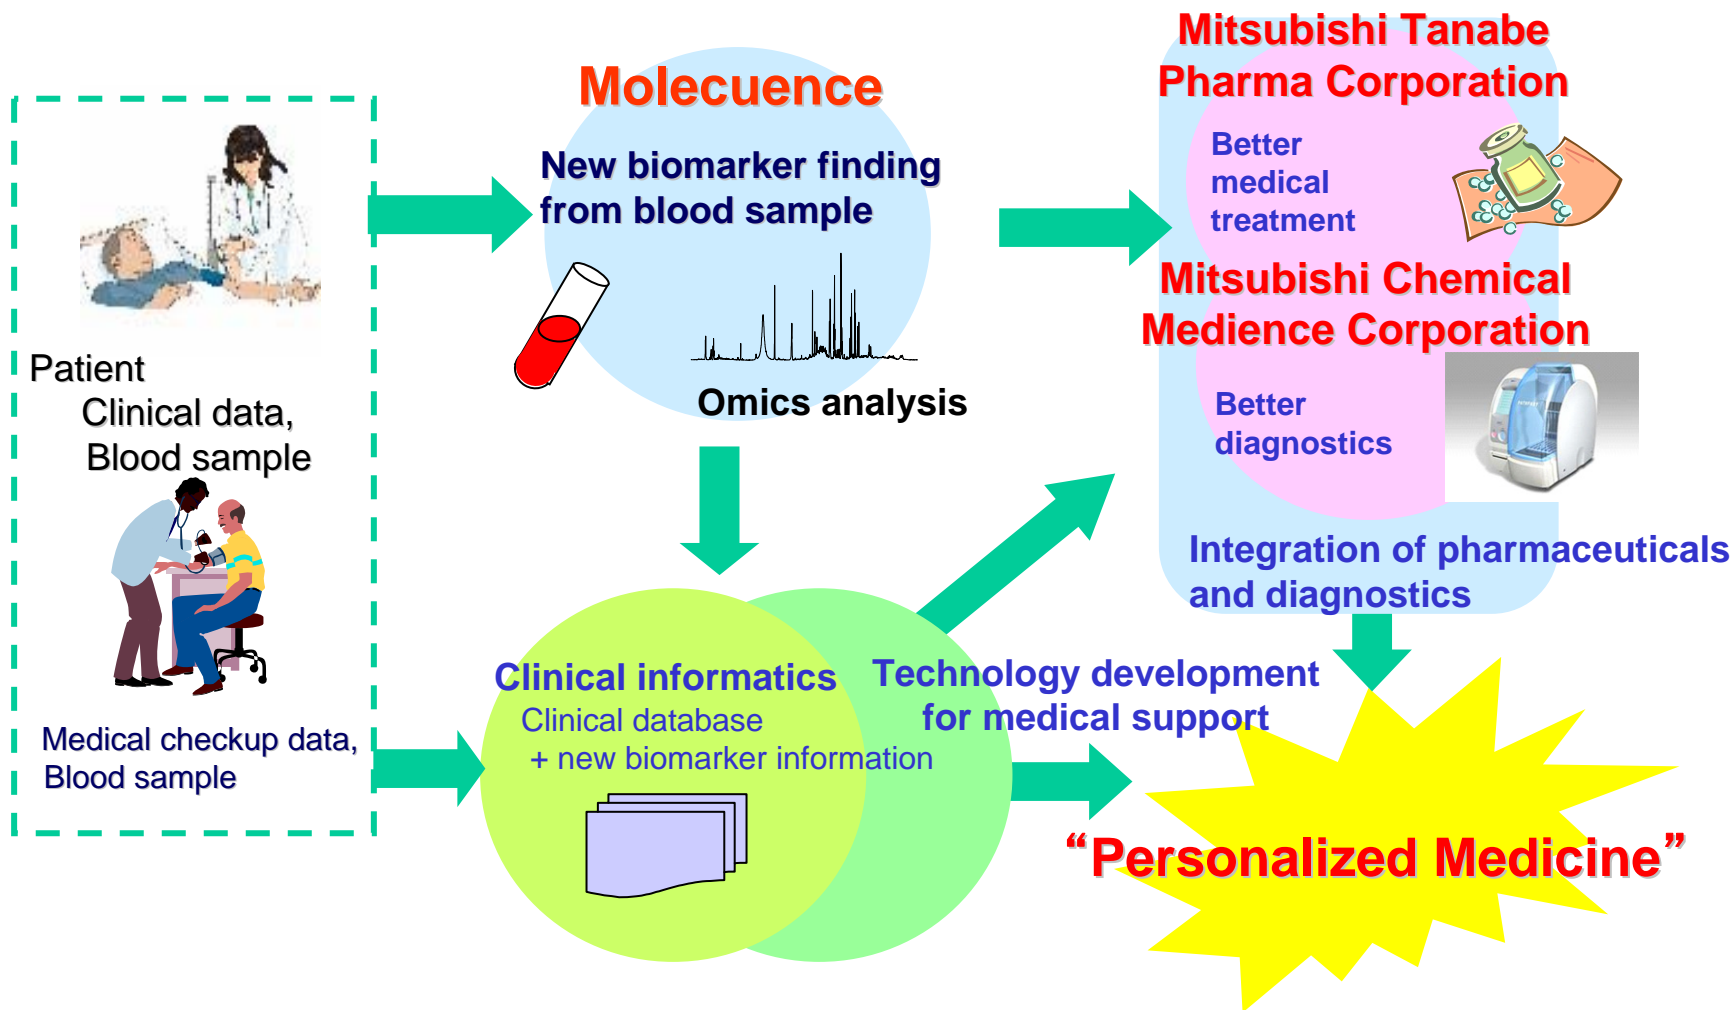 Molecuence
New biomarker finding
from blood sample
Omics analysis
Mitsubishi Tanabe
Pharma Corporation
Better
medical
treatment
Mitsubishi Chemical
Medience Corporation
Better
diagnostics
Integration of pharmaceuticals
and diagnostics
Patient
Clinical data,
Blood sample
Medical checkup data,
Blood sample
Clinical informatics
Clinical database
+ new biomarker information
Technology development
for medical support
“Personalized Medicine”